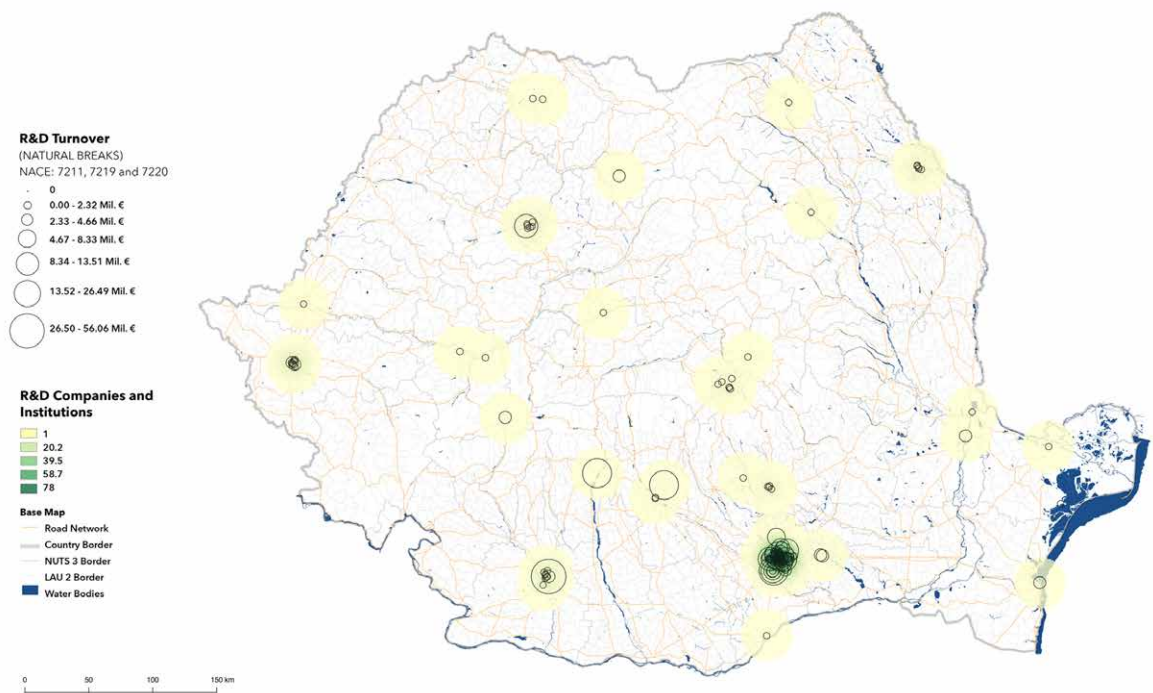 R&D Turnover
(NATURAL BREAKS)
NACE: 7211, 7219 and 7220
0
0.00 - 2.32 Mil. €
2.33 - 4.66 Mil. €
4.67 - 8.33 Mil. €
8.34 - 13.51 Mil. €
13.52 - 26.49 Mil. €
26.50 - 56.06 Mil. €
R&D Companies and
Institutions
1
20.2
39.5
58.7
78
Base Map
Road Network
Country Border
NUTS 3 Border
LAU 2 Border
Water Bodies
0 50 100 150 km